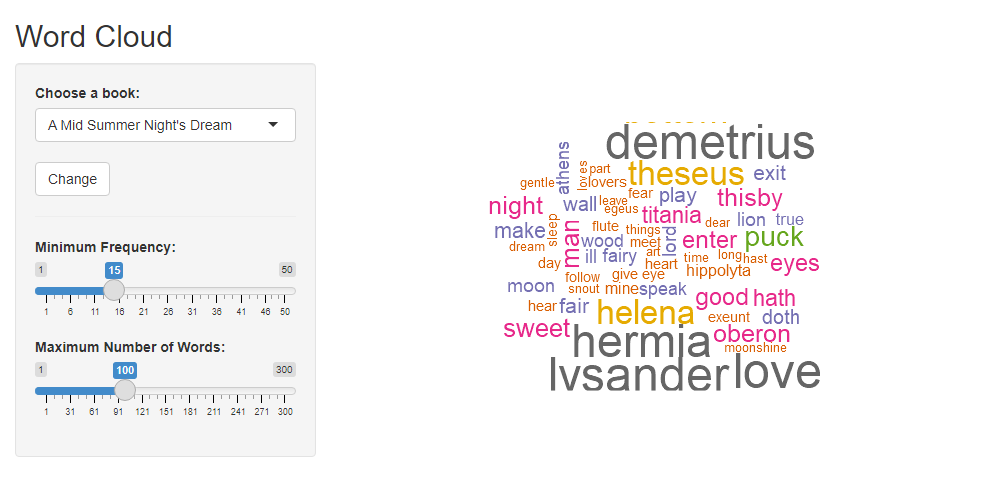 Word Cloud
Choose a book:
A Mid Summer Night's Dream
Change
Minimum Frequency:
1 15 50
1 6 11 16 21 26 31 36 41 46 50
Maximum Number of Words:
1 100 300
1 31 61 91 121 151 181 211 241 271 300
demetrius
athens loves part theseus exit
gentle lovers
night wall leave fear play thisby
egeus titania
make sleep man flute things lord dear lion true
dream wood meet enter puck
ill fairy art time long hast
day heart hippolyta eyes
follow give eye
moon snout mine speak good hath
hear fair helena exeunt doth
sweet hermia oberon
moonshine
lysander love